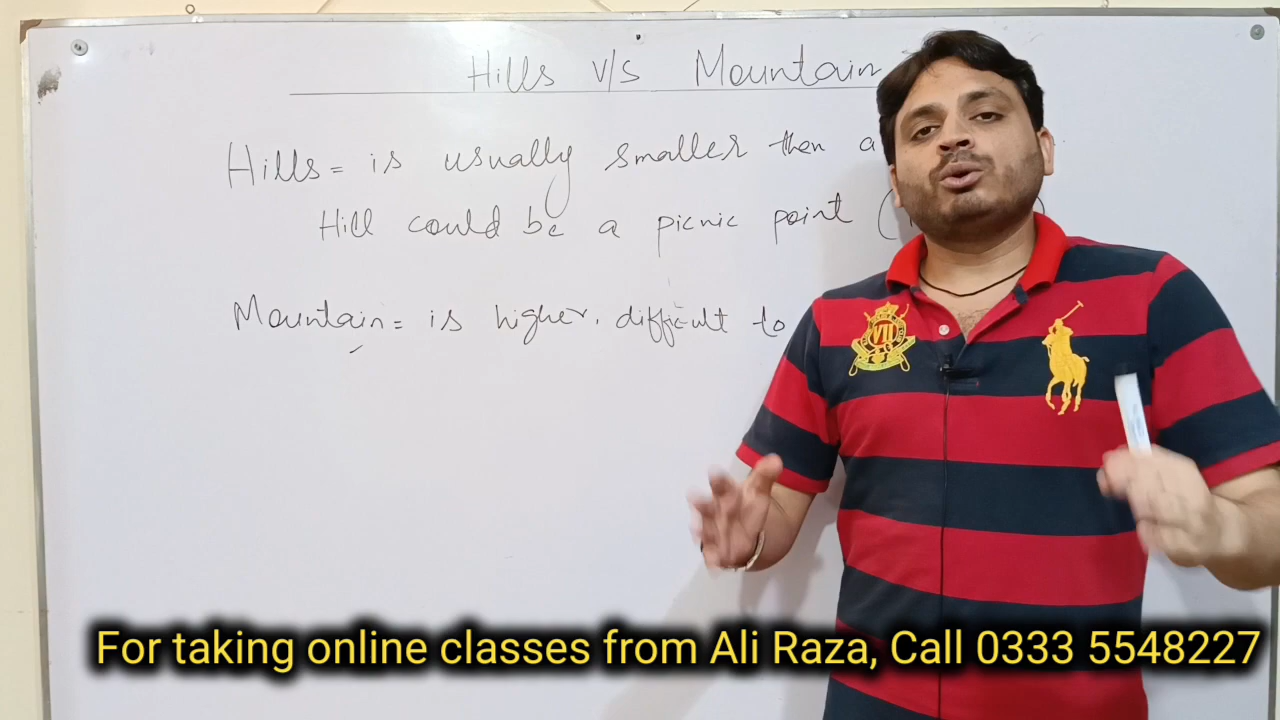 Hills v/s Mountain
Hills = is usually smaller then a
Hill could be a picnic point (
Mountain = is higher, difficult to
VII
For taking online classes from Ali Raza, Call 0333 5548227